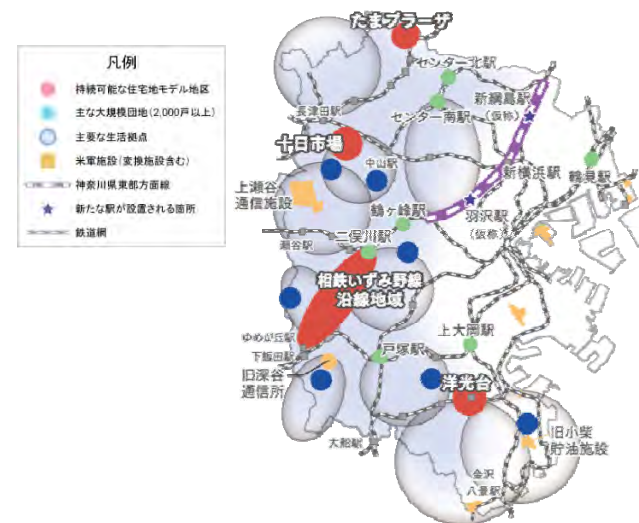 凡例
持続可能な住宅地モデル地区
主な大規模団地(2,000戸以上)
主要な生活拠点
米軍施設(変換施設含む)
神奈川県東部方面線
新たな駅が設置される箇所
鉄道網
たまプラーザ
センター北駅
新綱島駅
(仮称)
長津田駅
センター南駅
十日市場
中山駅
新横浜駅
鶴見駅
上瀬谷
通信施設
鶴ヶ峰駅
羽沢駅
(仮称)
瀬谷駅
二俣川駅
相鉄いずみ野線
沿線地域
ゆめが丘駅
下飯田駅
上大岡駅
戸塚駅
旧深谷
通信所
洋光台
大船駅
旧小柴
貯油施設
金沢
八景駅